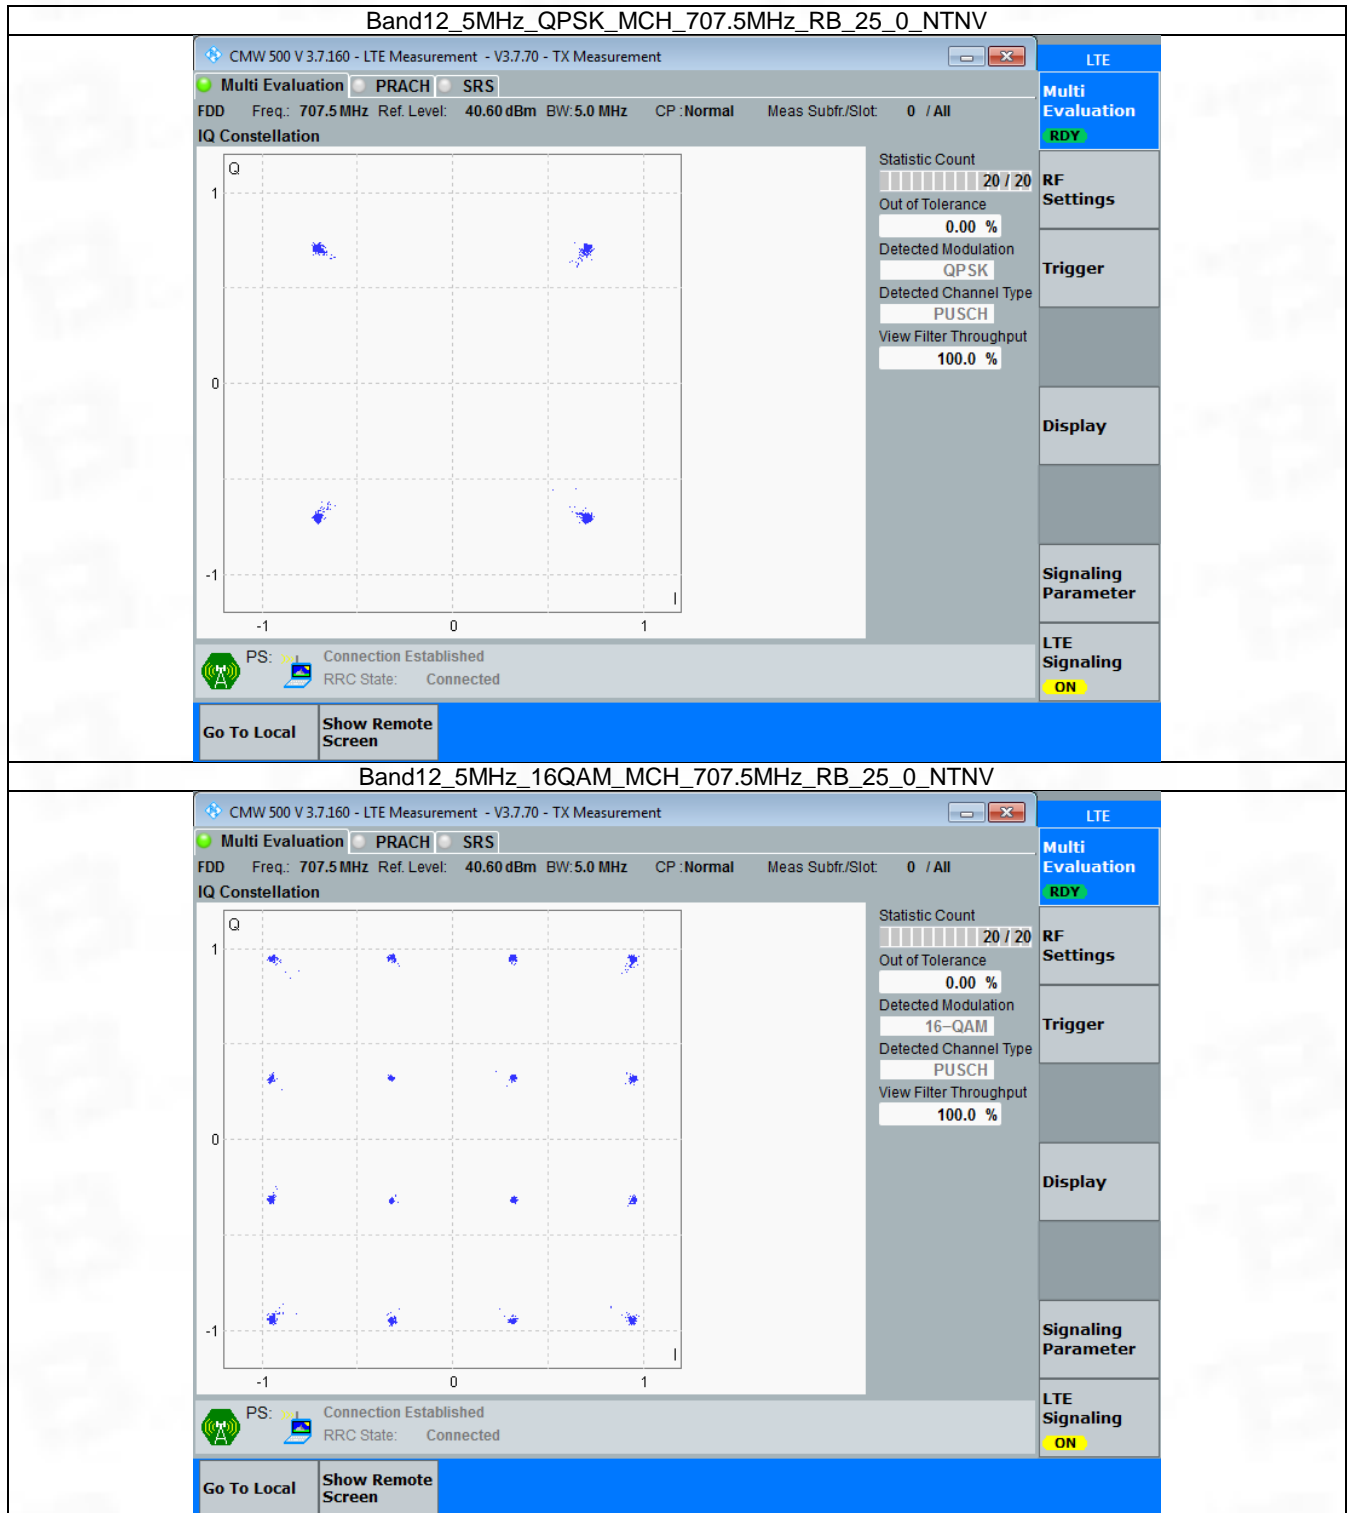 Band12_5MHz_QPSK_MCH_707.5MHz_RB_25_0_NTNV
CMW 500 V 3.7.160 - LTE Measurement - V3.7.70 - TX Measurement
LTE
Multi Evaluation PRACH SRS
Multi Evaluation
RDY
FDD Freq.: 707.5 MHz Ref. Level: 40.60 dBm BW: 5.0 MHz CP : Normal Meas Subfr./Slot: 0 / All
IQ Constellation
Q
1
0
-1
-1 0 1
I
Statistic Count
20 / 20
Out of Tolerance
0.00 %
Detected Modulation
QPSK
Detected Channel Type
PUSCH
View Filter Throughput
100.0 %
RF
Settings
Trigger
Display
Signaling
Parameter
LTE
Signaling
ON
PS: Connection Established
RRC State: Connected
Go To Local
Show Remote
Screen
Band12_5MHz_16QAM_MCH_707.5MHz_RB_25_0_NTNV
CMW 500 V 3.7.160 - LTE Measurement - V3.7.70 - TX Measurement
LTE
Multi Evaluation PRACH SRS
Multi
Evaluation
RDY
FDD Freq.: 707.5 MHz Ref. Level: 40.60 dBm BW: 5.0 MHz CP : Normal Meas Subfr./Slot: 0 / All
IQ Constellation
Q
1
0
-1
-1 0 1
I
Statistic Count
20 / 20
Out of Tolerance
0.00 %
Detected Modulation
16-QAM
Detected Channel Type
PUSCH
View Filter Throughput
100.0 %
RF
Settings
Trigger
Display
Signaling
Parameter
LTE
Signaling
ON
PS: Connection Established
RRC State: Connected
Go To Local
Show Remote
Screen